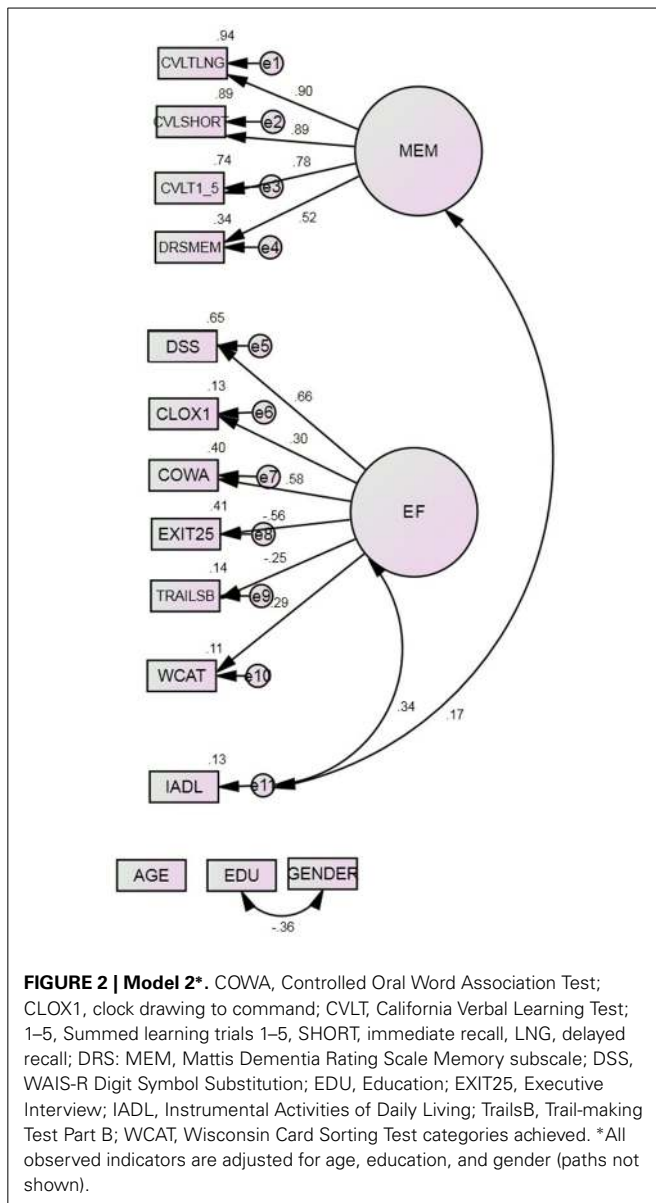 .94
CVLTLNG e1
.90
.89
CVLSHORT e2
.89
MEM
.74
.78
CVLT1_5 e3
.34
.52
DRSMEM e4
.65
DSS e5
.13
.66
CLOX1 e6
.30
.40
COWA e7
.58
EF
.41
-.56
EXIT25 e8
.14
-.25
TRAILSB e9
.29
.11
WCAT e10
.34
.17
.13
IADL e11
AGE EDU GENDER
-.36
FIGURE 2 | Model 2*. COWA, Controlled Oral Word Association Test;
CLOX1, clock drawing to command; CVLT, California Verbal Learning Test;
1–5, Summed learning trials 1–5, SHORT, immediate recall, LNG, delayed
recall; DRS: MEM, Mattis Dementia Rating Scale Memory subscale; DSS,
WAIS-R Digit Symbol Substitution; EDU, Education; EXIT25, Executive
Interview; IADL, Instrumental Activities of Daily Living; TrailsB, Trail-making
Test Part B; WCAT, Wisconsin Card Sorting Test categories achieved. *All
observed indicators are adjusted for age, education, and gender (paths not
shown).